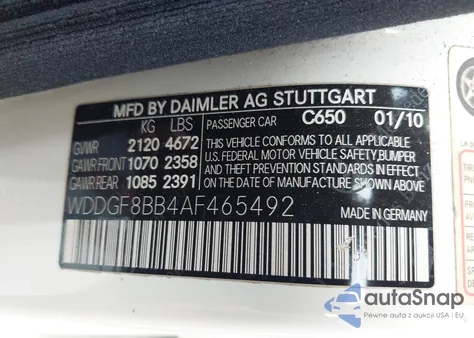 MFD BY DAIMLER AG STUTTGART
KG LBS PASSENGER CAR C650 01/10
GVWR 2120 4672
GAWR FRONT 1070 2358
GAWR REAR 1085 2391
THIS VEHICLE CONFORMS TO ALL APPLICABLE
U.S. FEDERAL MOTOR VEHICLE SAFETY,BUMPER
AND THEFT PREVENTION STANDARDS IN EFFECT
ON THE DATE OF MANUFACTURE SHOWN ABOVE.
WDDGF8BB4AF465492
MADE IN GERMANY
autaSnap
Pewne auta z aukcji USA i EU